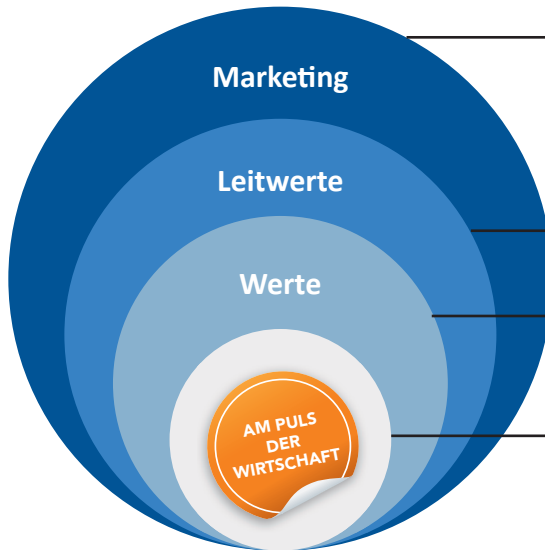 Marketing
Leitwerte
Werte
AM PULS
DER
WIRTSCHAFT